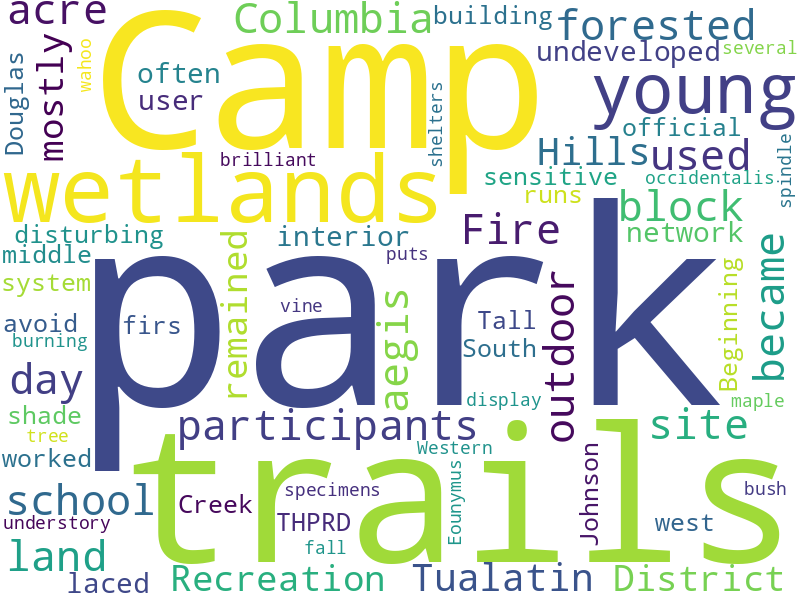 acre
Camp
Columbia
building
forested
Douglas
mostly
wahoo
often
user
undeveloped
several
young
official
shelters
brilliant
Hills
used
wetlands
sensitive
occidentalis
spindle
runs
block
disturbing
interior
Fire
network
middle
remained
puts
system
park
aegis
outdoor
Beginning
became
avoid
firs
vine
Tall
burning
South
day
display
maple
shade
participants
site
tree
trails
worked
Western
school
Creek
specimens
Eounymus
Johnson
bush
understory
THPRD
west
land
fall
laced
Recreation
Tualatin
District